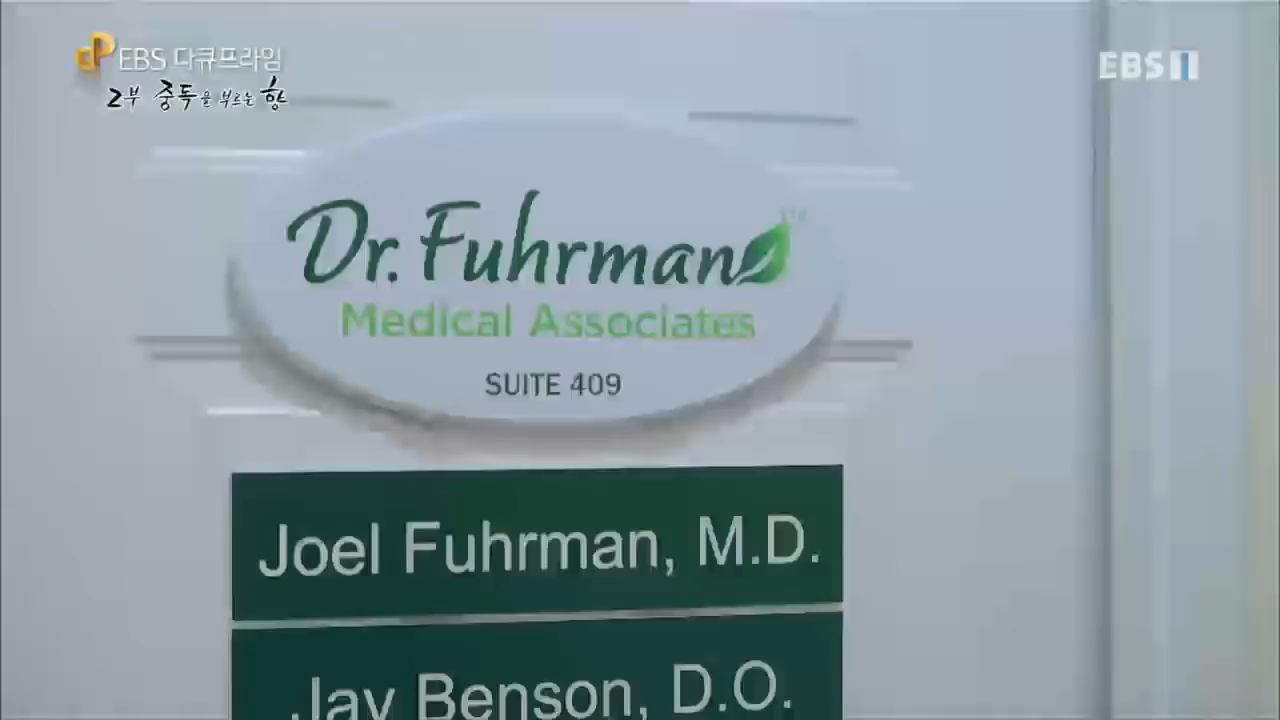 EBS 다큐프라임
2부 중독을 부르는 향
EBS 1
Dr. Fuhrman
Medical Associates
SUITE 409
Joel Fuhrman, M.D.
Jay Benson, D.O.